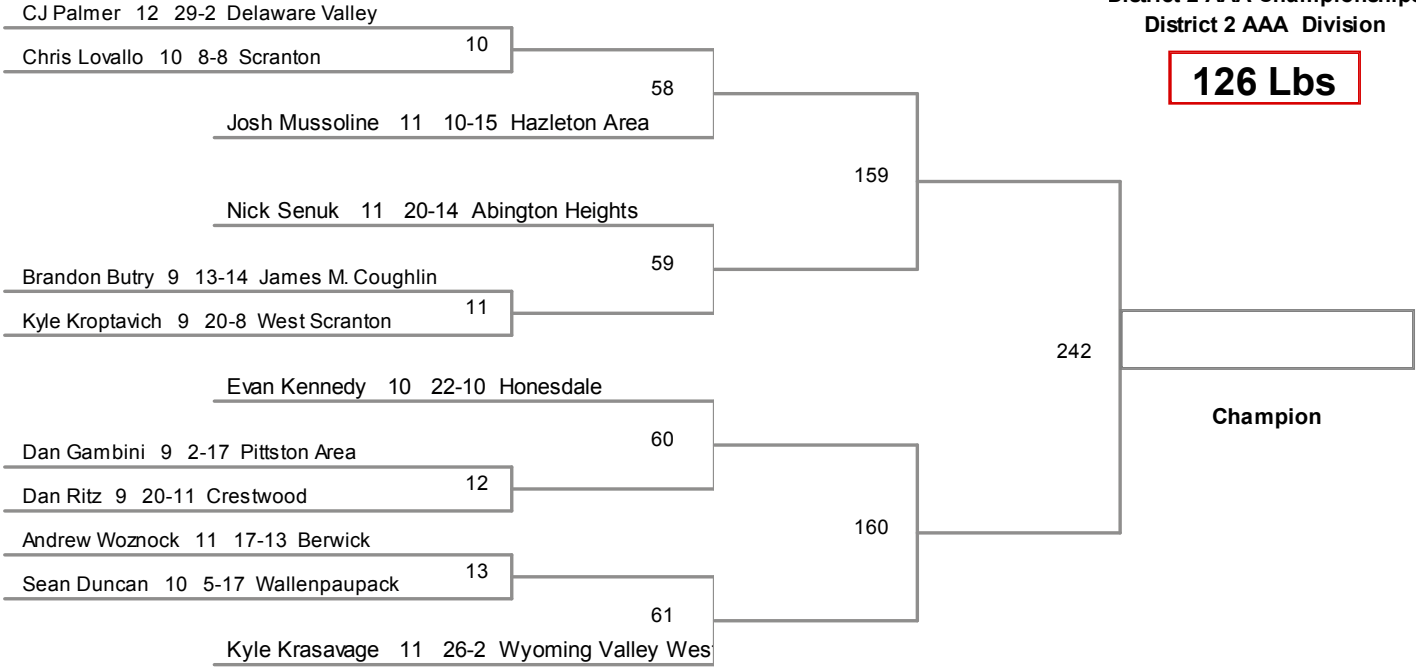 District 2 AAA Championships
District 2 AAA Division
126 Lbs
CJ Palmer 12 29-2 Delaware Valley
10
Chris Lovallo 10 8-8 Scranton
58
Josh Mussoline 11 10-15 Hazleton Area
159
Nick Senuk 11 20-14 Abington Heights
59
Brandon Butry 9 13-14 James M. Coughlin
11
Kyle Kroptavich 9 20-8 West Scranton
242
Evan Kennedy 10 22-10 Honesdale
Champion
60
Dan Gambini 9 2-17 Pittston Area
12
Dan Ritz 9 20-11 Crestwood
160
Andrew Woznock 11 17-13 Berwick
13
Sean Duncan 10 5-17 Wallenpaupack
61
Kyle Krasavage 11 26-2 Wyoming Valley Wes